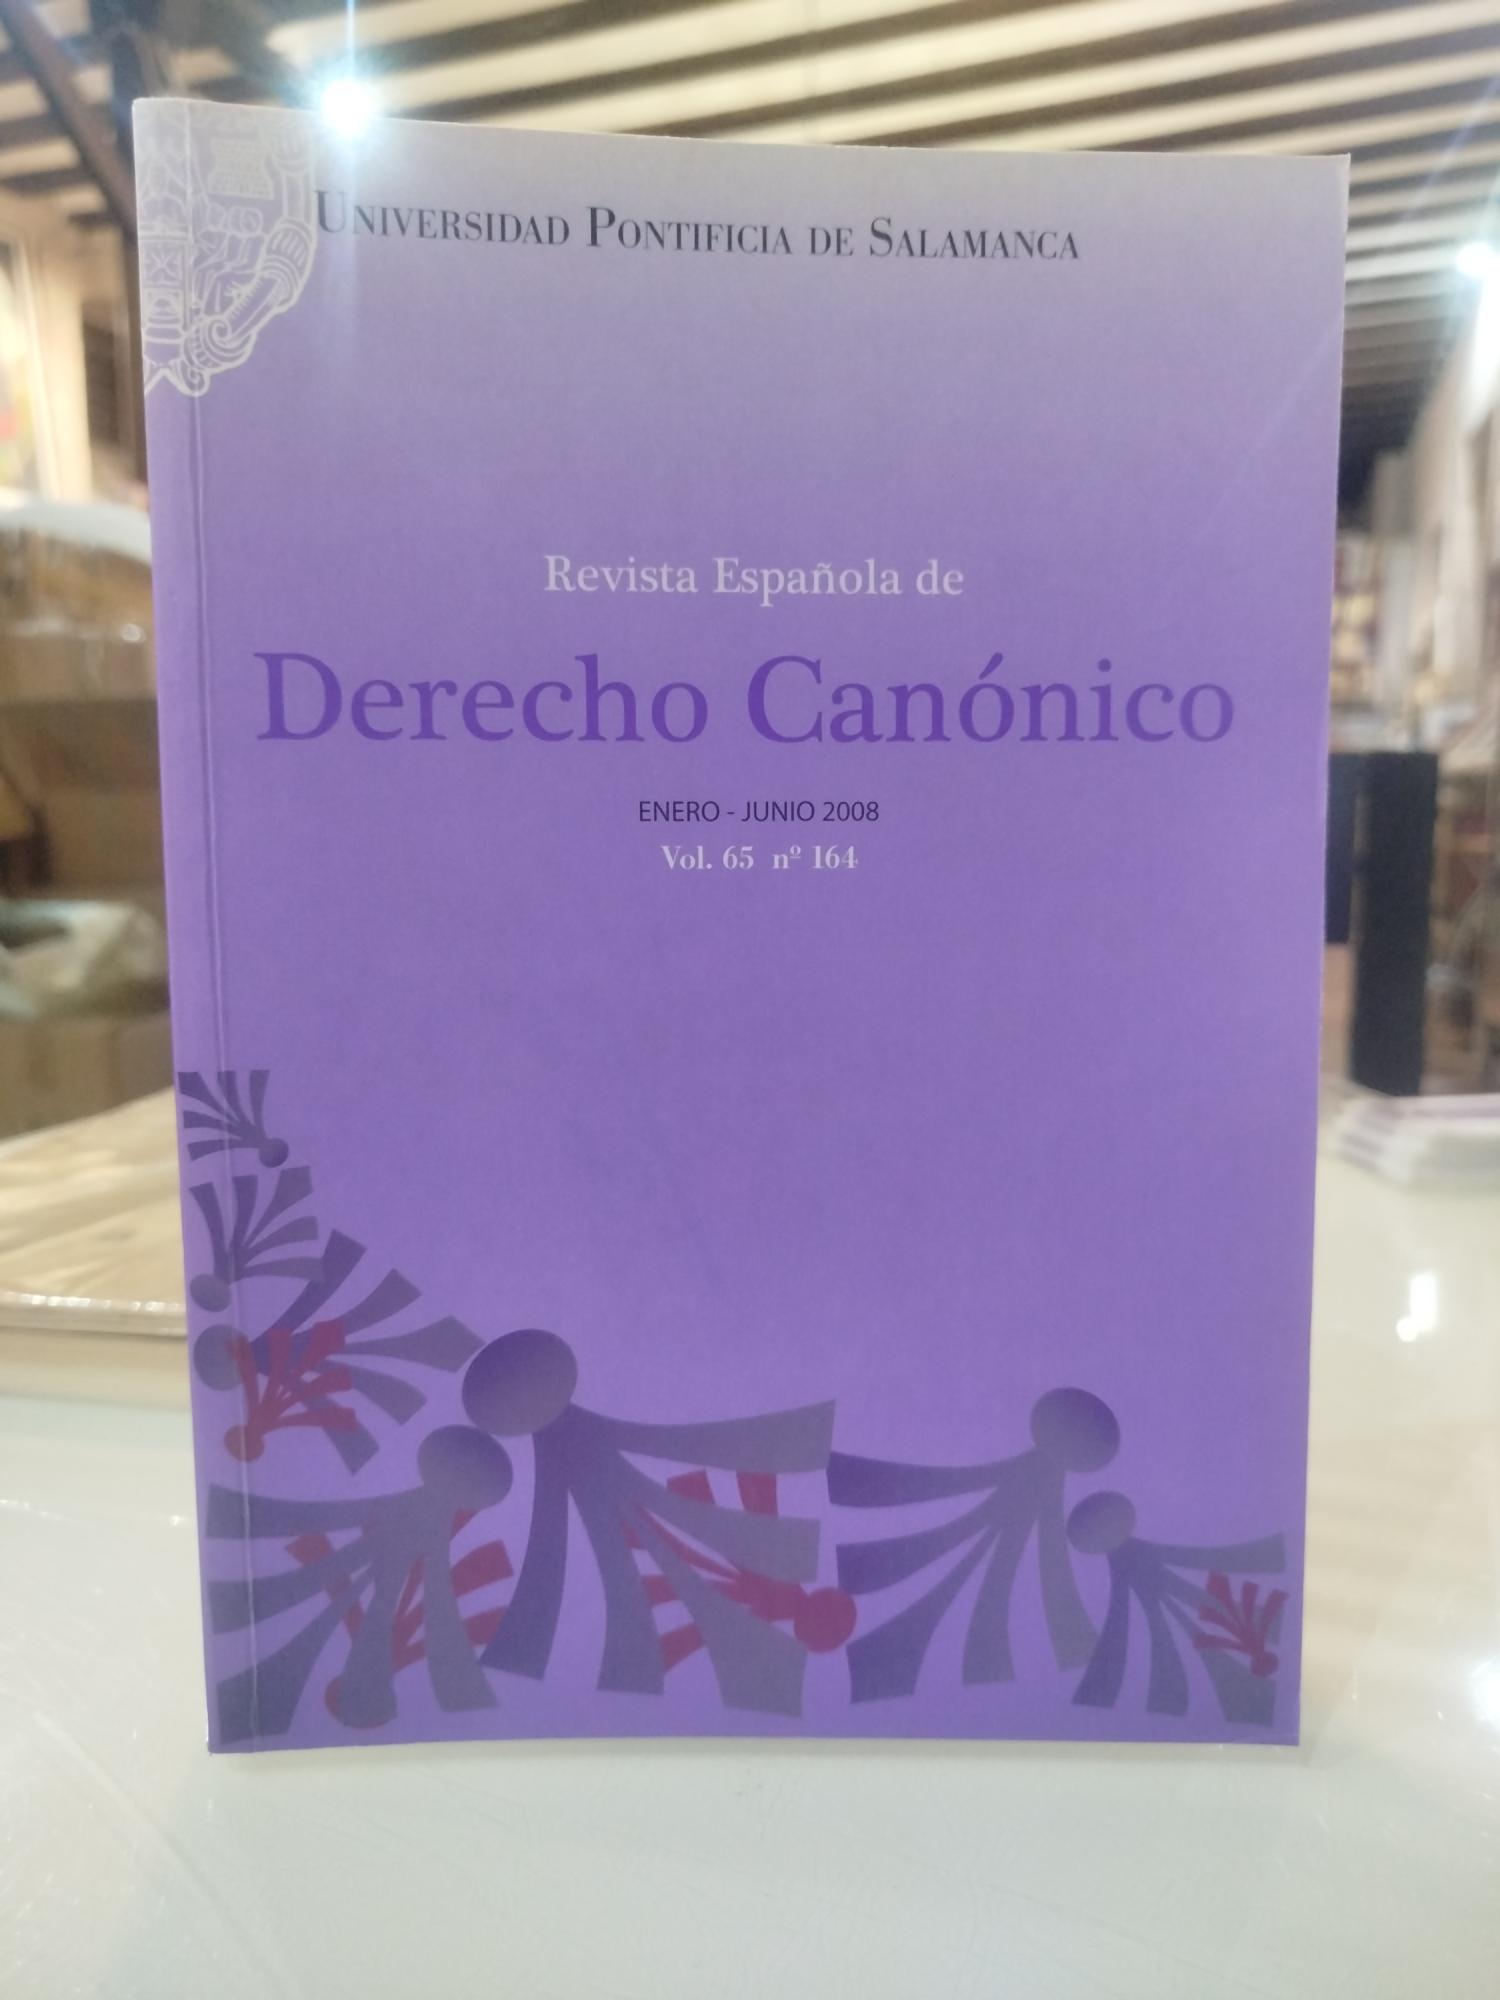 UNIVERSIDAD PONTIFICIA DE SALAMANCA
Revista Española de
Derecho Canónico
ENERO - JUNIO 2008
Vol. 65 nº 164